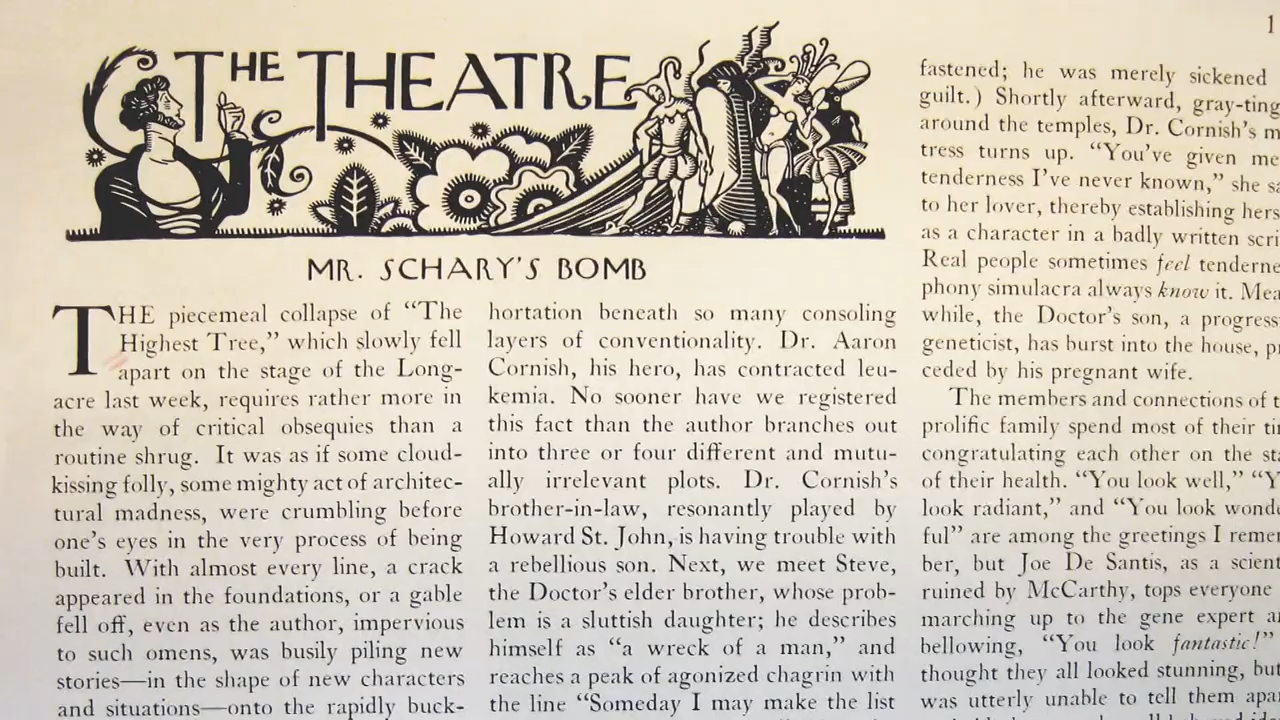 THE THEATRE
MR. SCHARY'S BOMB
THE piecemeal collapse of “The
Highest Tree,” which slowly fell
apart on the stage of the Long-
acre last week, requires rather more in
the way of critical obsequies than a
routine shrug. It was as if some cloud-
kissing folly, some mighty act of architec-
tural madness, were crumbling before
one’s eyes in the very process of being
built. With almost every line, a crack
appeared in the foundations, or a gable
fell off, even as the author, impervious
to such omens, was busily piling new
stories—in the shape of new characters
and situations—onto the rapidly buck-
hortation beneath so many consoling
layers of conventionality. Dr. Aaron
Cornish, his hero, has contracted leu-
kemia. No sooner have we registered
this fact than the author branches out
into three or four different and mutu-
ally irrelevant plots. Dr. Cornish’s
brother-in-law, resonantly played by
Howard St. John, is having trouble with
a rebellious son. Next, we meet Steve,
the Doctor’s elder brother, whose prob-
lem is a sluttish daughter; he describes
himself as “a wreck of a man,” and
reaches a peak of agonized chagrin with
the line “Someday I may make the list
1
fastened; he was merely sickened
guilt.) Shortly afterward, gray-ting
around the temples, Dr. Cornish’s m
tress turns up. “You’ve given me
tenderness I’ve never known,” she s
to her lover, thereby establishing hers
as a character in a badly written scri
Real people sometimes feel tenderne
phony simulacra always know it. Mea
while, the Doctor’s son, a progress
geneticist, has burst into the house, p
ceded by his pregnant wife.
The members and connections of t
prolific family spend most of their ti
congratulating each other on the sta
of their health. “You look well,” “Y
look radiant,” and “You look wonde
ful” are among the greetings I remem
ber, but Joe De Santis, as a scient
ruined by McCarthy, tops everyone
marching up to the gene expert a
bellowing, “You look fantastic!”
thought they all looked stunning, but
was utterly unable to tell them apa